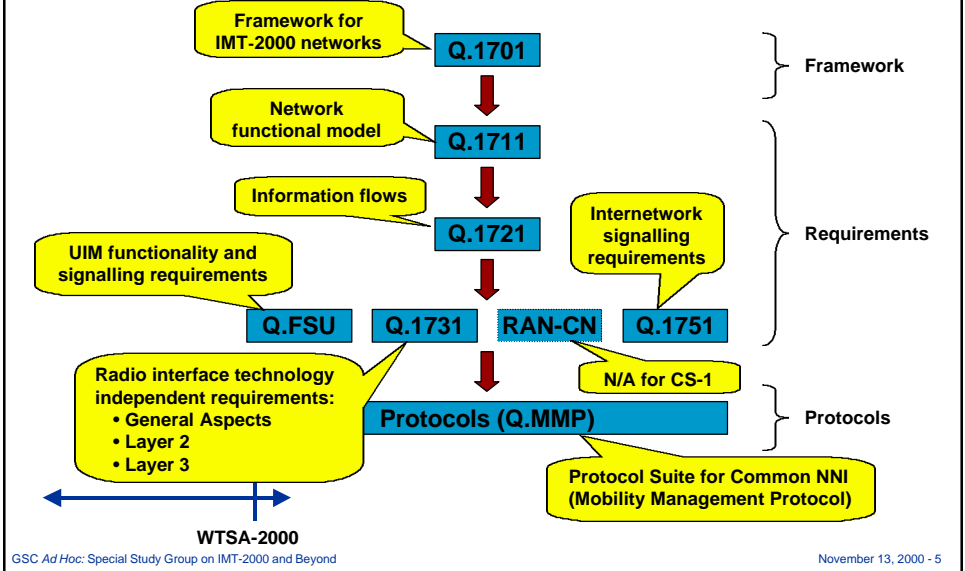 Framework for
IMT-2000 networks
Q.1701
Framework
Network
functional model
Q.1711
Information flows
Q.1721
Internetwork
signalling
requirements
Requirements
UIM functionality and
signalling requirements
Q.FSU
Q.1731
RAN-CN
Q.1751
Radio interface technology
independent requirements:
• General Aspects
• Layer 2
• Layer 3
N/A for CS-1
Protocols (Q.MMP)
Protocols
Protocol Suite for Common NNI
(Mobility Management Protocol)
WTSA-2000
GSC Ad Hoc: Special Study Group on IMT-2000 and Beyond
November 13, 2000 - 5